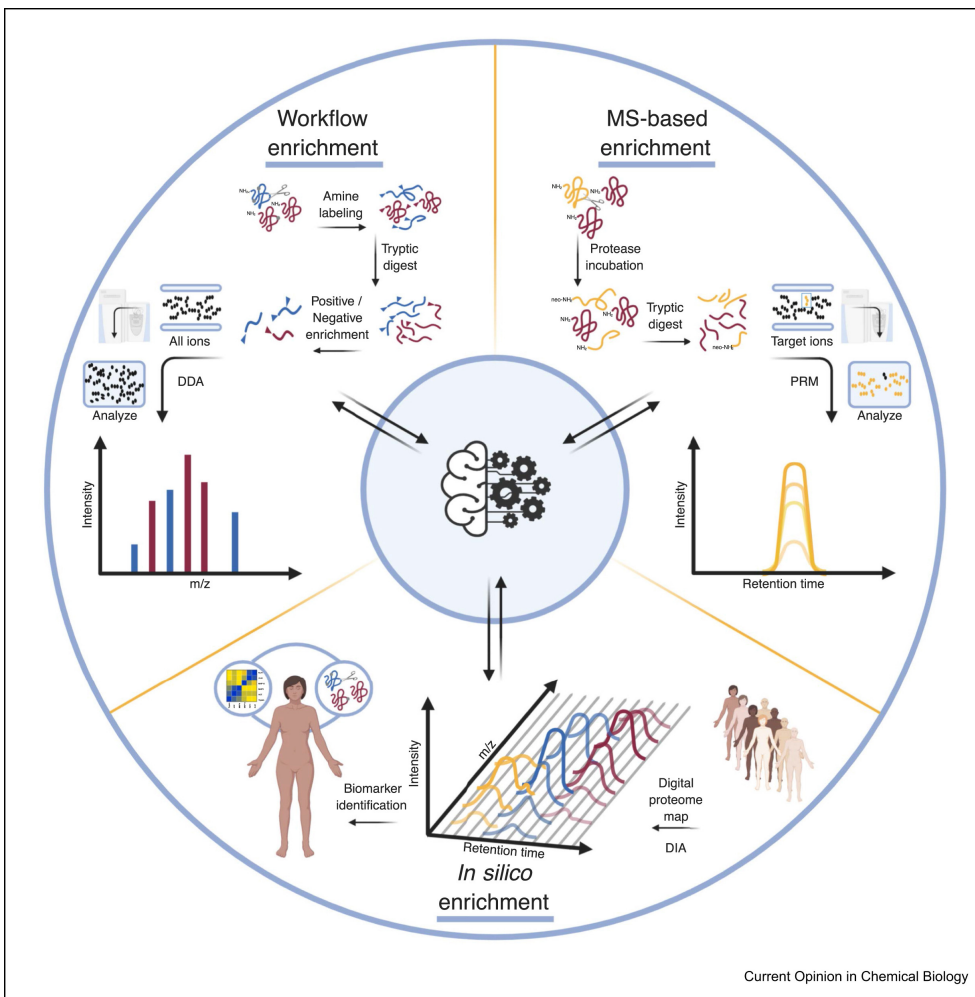 Workflow
enrichment
NH₂
NH₂
NH₂
Amine
labeling
Tryptic
digest
Positive /
Negative
enrichment
All ions
DDA
Analyze
Intensity
m/z
MS-based
enrichment
NH₂
NH₂
NH₂
Protease
incubation
neo-NH₂
NH₂
NH₂
Tryptic
digest
neo-NH₂
Target ions
PRM
Analyze
Intensity
Retention time
Biomarker
identification
Intensity
m/z
Retention time
Digital
proteome
map
DIA
In silico
enrichment
Current Opinion in Chemical Biology